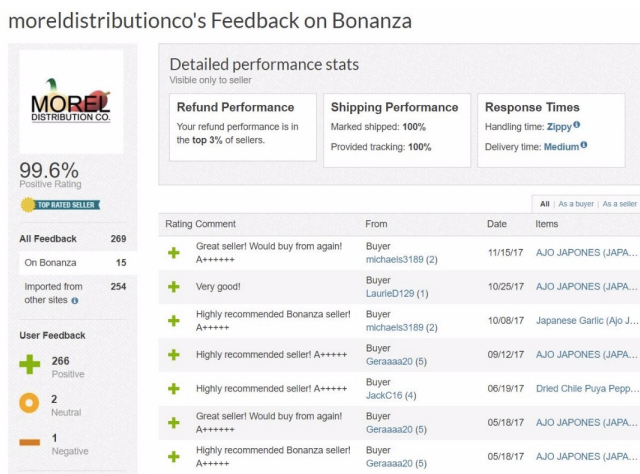 moreldistributionco's Feedback on Bonanza
MOREL
DISTRIBUTION CO.
99.6%
Positive Rating
TOP RATED SELLER
All Feedback 269
On Bonanza 15
Imported from 254
other sites
User Feedback
266
Positive
2
Neutral
1
Negative
Detailed performance stats
Visible only to seller
Refund Performance
Your refund performance is in
the top 3% of sellers.
Shipping Performance
Marked shipped: 100%
Provided tracking: 100%
Response Times
Handling time: Zippy
Delivery time: Medium
All | As a buyer | As a seller
Rating Comment From Date Items
Great seller! Would buy from again! Buyer 11/15/17 AJO JAPONES (JAPA...
A++++++ michaels3189 (2)
Very good! Buyer 10/25/17 AJO JAPONES (JAPA...
LaurieD129 (1)
Highly recommended Bonanza seller! Buyer 10/08/17 Japanese Garlic (Ajo J...
A+++++ michaels3189 (2)
Highly recommended seller! A+++++ Buyer 09/12/17 AJO JAPONES (JAPA...
Geraaaa20 (5)
Highly recommended seller! A+++++ Buyer 06/19/17 Dried Chile Puya Pepp...
JackC16 (4)
Great seller! Would buy from again! Buyer 05/18/17 AJO JAPONES (JAPA...
A++++++ Geraaaa20 (5)
Highly recommended Bonanza seller! Buyer 05/18/17 AJO JAPONES (JAPA...
A+++++ Geraaaa20 (5)